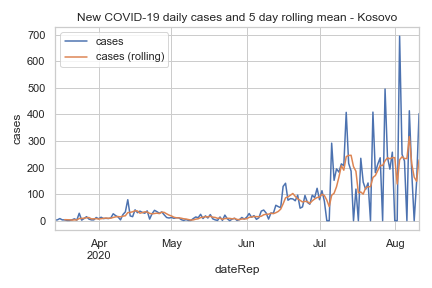 New COVID-19 daily cases and 5 day rolling mean - Kosovo
cases
cases (rolling)
700
600
500
400
300
200
100
0
cases
Apr
2020
May
Jun
Jul
Aug
dateRep